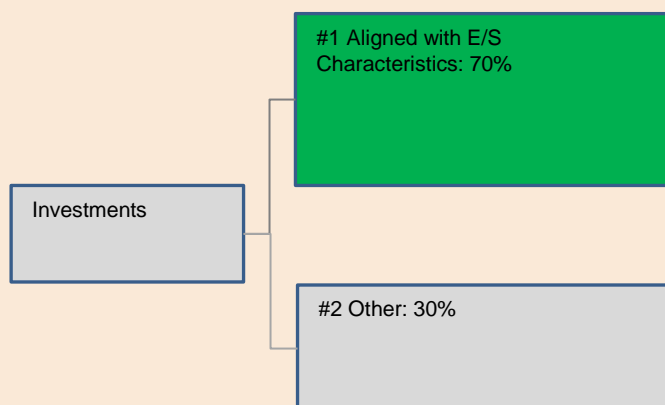 #1 Aligned with E/S
Characteristics: 70%
Investments
#2 Other: 30%